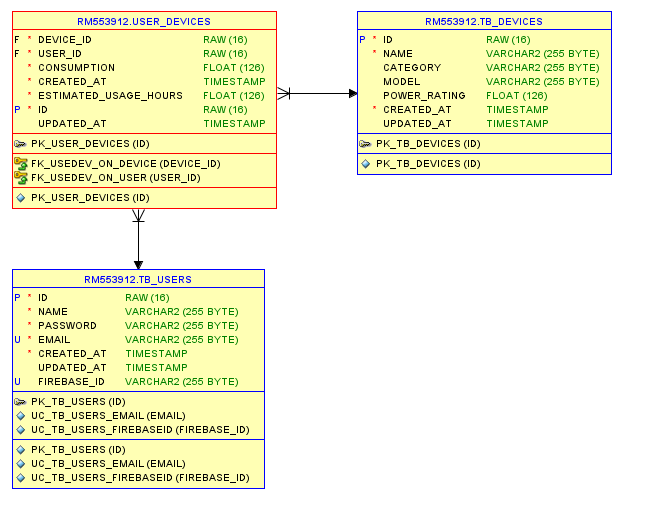 RM553912.USER_DEVICES
F * DEVICE_ID RAW (16)
F * USER_ID RAW (16)
* CONSUMPTION FLOAT (126)
* CREATED_AT TIMESTAMP
* ESTIMATED_USAGE_HOURS FLOAT (126)
P * ID RAW (16)
UPDATED_AT TIMESTAMP
PK_USER_DEVICES (ID)
FK_USEDEV_ON_DEVICE (DEVICE_ID)
FK_USEDEV_ON_USER (USER_ID)
PK_USER_DEVICES (ID)
RM553912.TB_DEVICES
P * ID RAW (16)
* NAME VARCHAR2 (255 BYTE)
CATEGORY VARCHAR2 (255 BYTE)
MODEL VARCHAR2 (255 BYTE)
POWER_RATING FLOAT (126)
* CREATED_AT TIMESTAMP
UPDATED_AT TIMESTAMP
PK_TB_DEVICES (ID)
PK_TB_DEVICES (ID)
RM553912.TB_USERS
P * ID RAW (16)
* NAME VARCHAR2 (255 BYTE)
* PASSWORD VARCHAR2 (255 BYTE)
U * EMAIL VARCHAR2 (255 BYTE)
* CREATED_AT TIMESTAMP
UPDATED_AT TIMESTAMP
U FIREBASE_ID VARCHAR2 (255 BYTE)
PK_TB_USERS (ID)
UC_TB_USERS_EMAIL (EMAIL)
UC_TB_USERS_FIREBASEID (FIREBASE_ID)
PK_TB_USERS (ID)
UC_TB_USERS_EMAIL (EMAIL)
UC_TB_USERS_FIREBASEID (FIREBASE_ID)